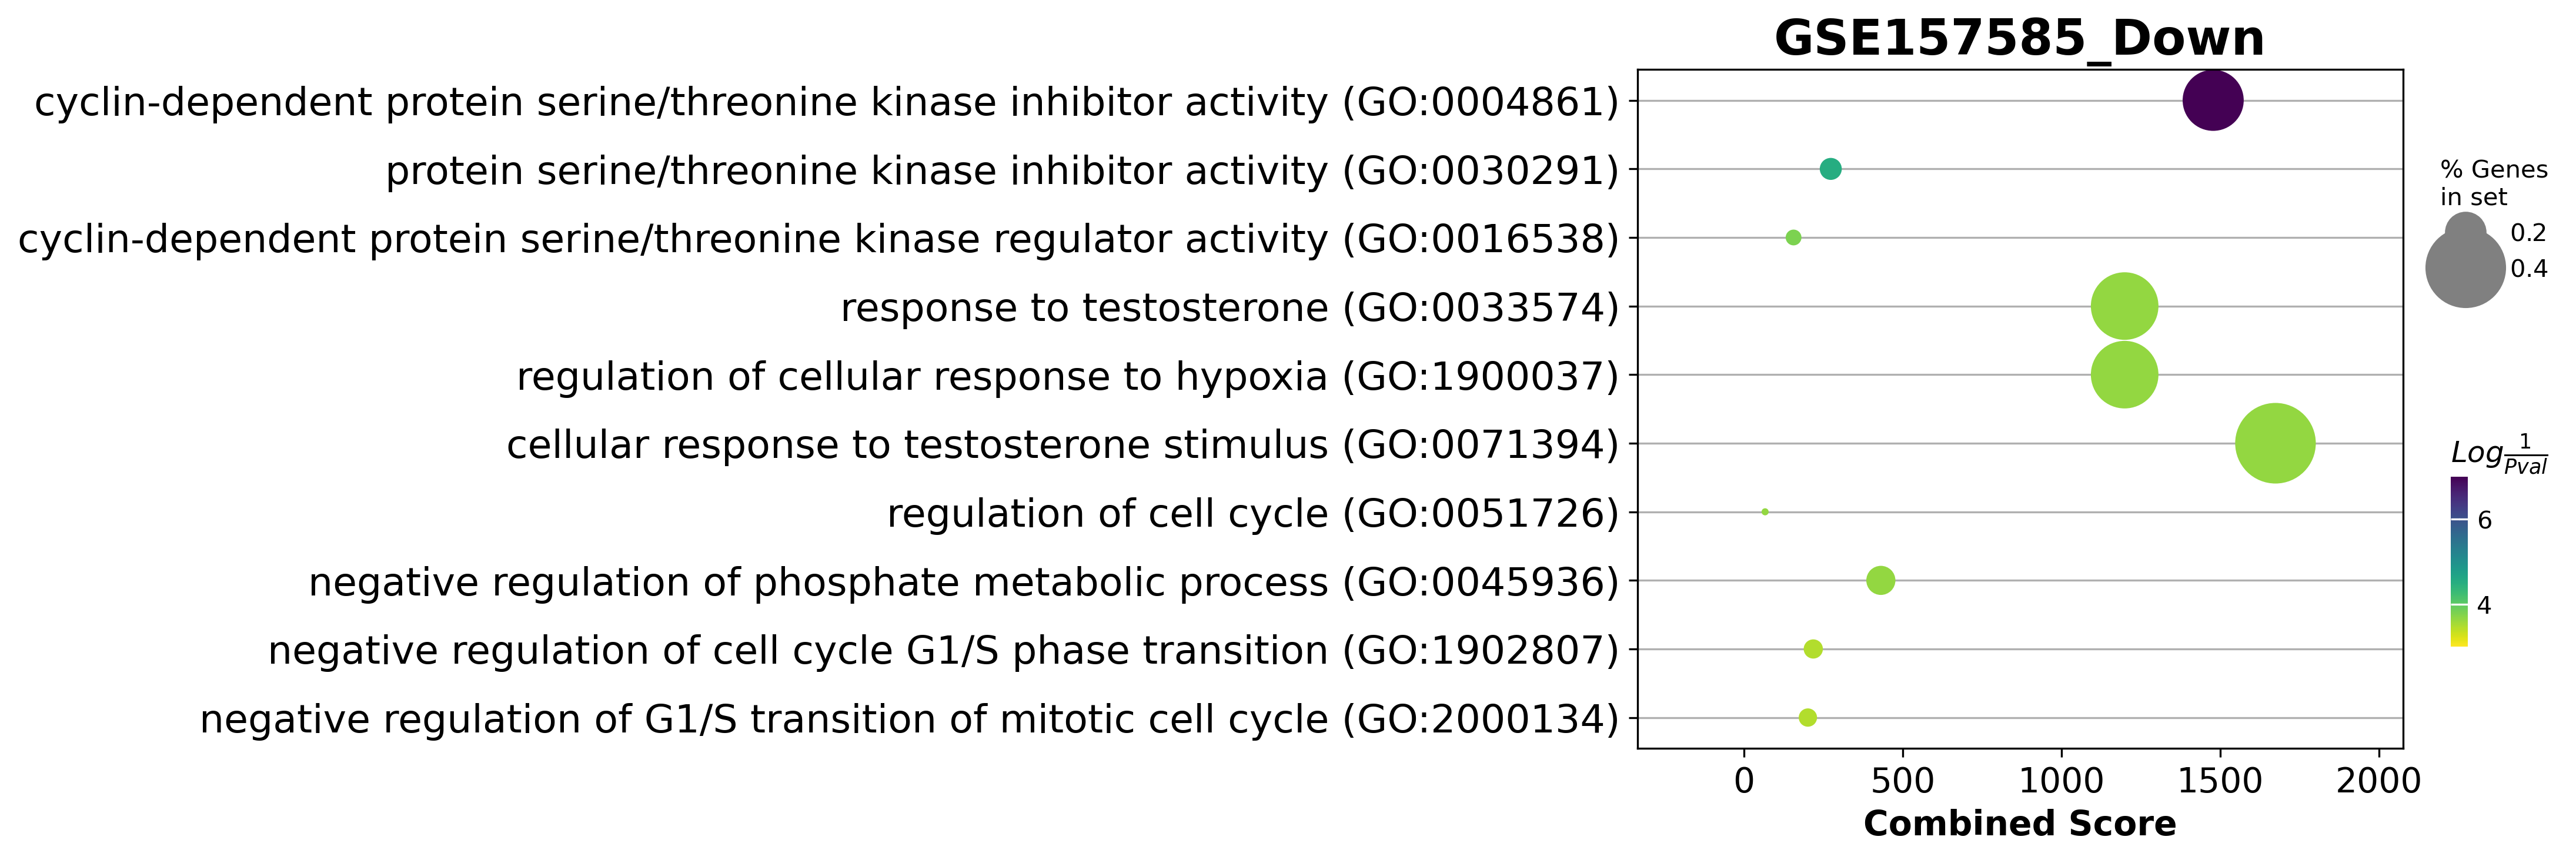 GSE157585_Down
cyclin-dependent protein serine/threonine kinase inhibitor activity (GO:0004861)
protein serine/threonine kinase inhibitor activity (GO:0030291)
cyclin-dependent protein serine/threonine kinase regulator activity (GO:0016538)
response to testosterone (GO:0033574)
regulation of cellular response to hypoxia (GO:1900037)
cellular response to testosterone stimulus (GO:0071394)
regulation of cell cycle (GO:0051726)
negative regulation of phosphate metabolic process (GO:0045936)
negative regulation of cell cycle G1/S phase transition (GO:1902807)
negative regulation of G1/S transition of mitotic cell cycle (GO:2000134)
0 500 1000 1500 2000
Combined Score
% Genes
in set
0.2
0.4
Log 1/Pval
6
4